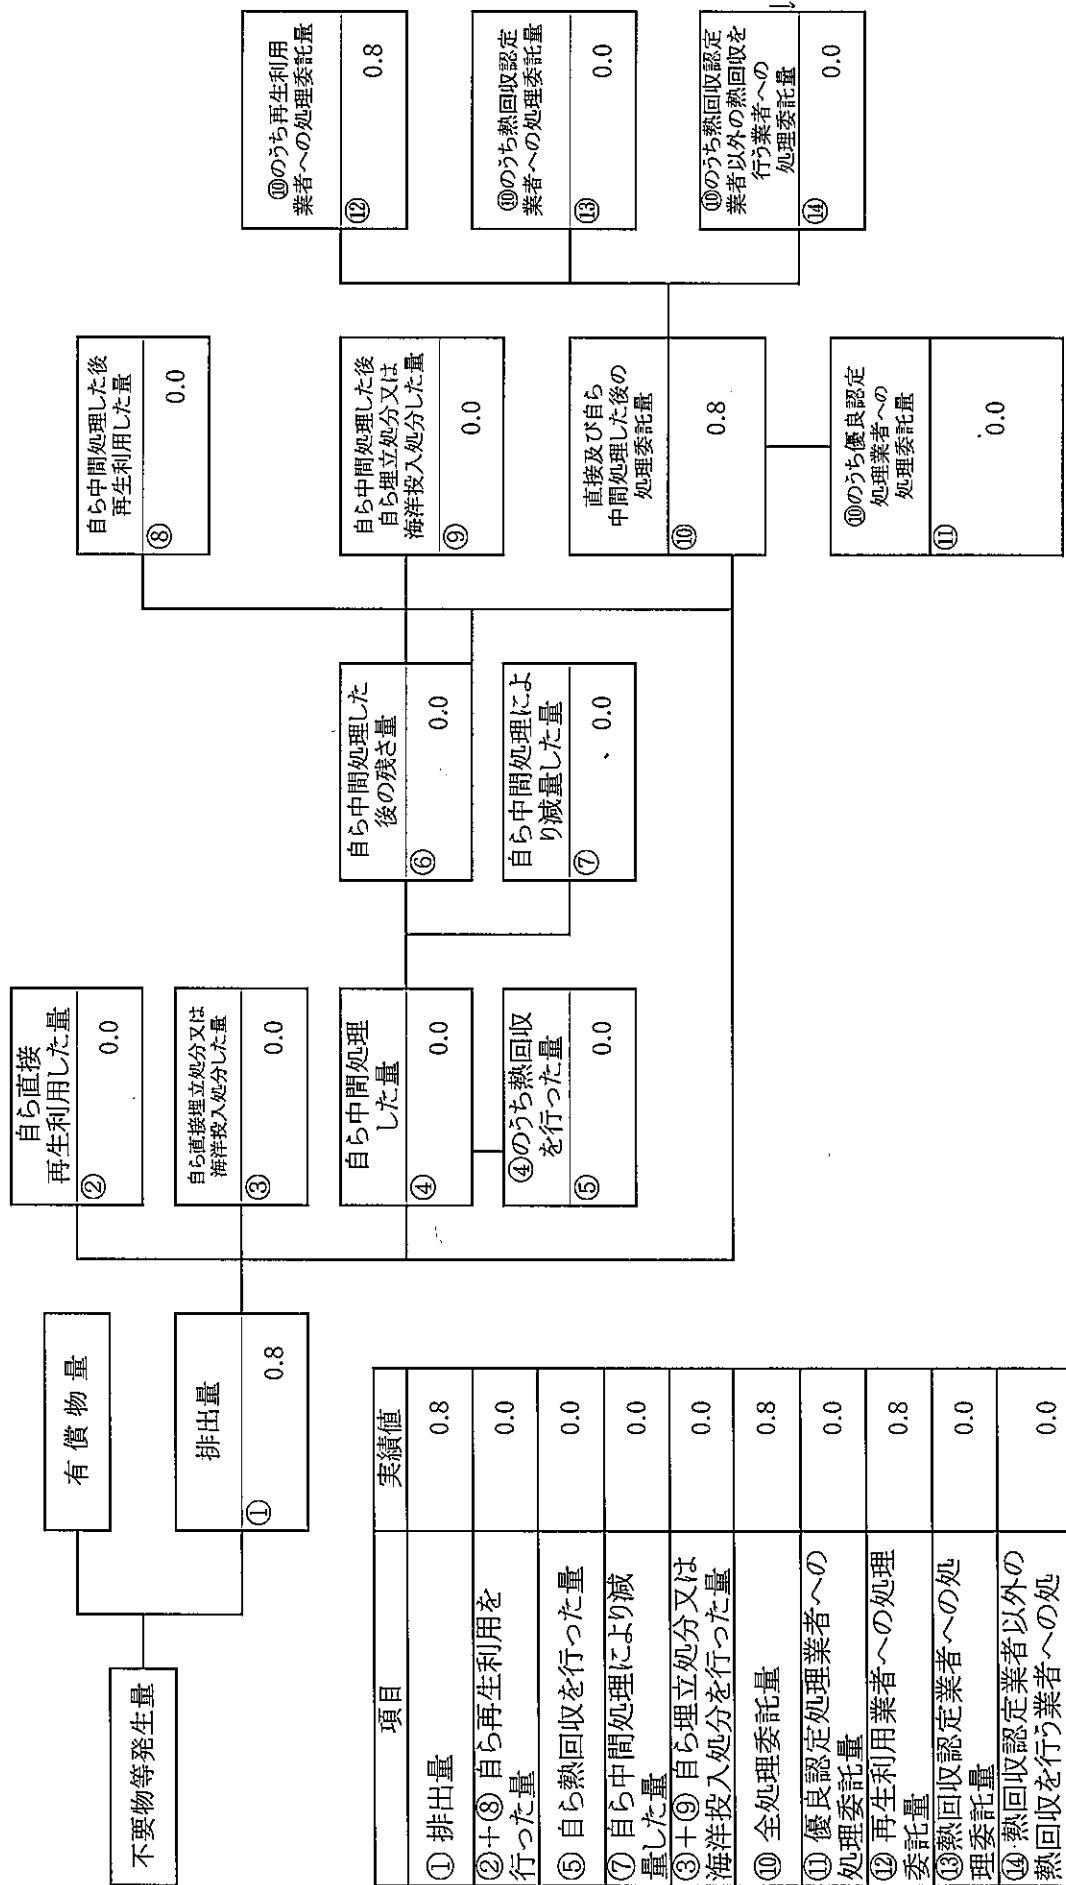 不要物等発生量
有償物量
排出量
① 0.8
自ら直接
再生利用した量
② 0.0
自ら直接埋立処分又は
海洋投入処分した量
③ 0.0
自ら中間処理
した量
④ 0.0
④のうち熱回収
を行った量
⑤ 0.0
自ら中間処理した
後の残さ量
⑥ 0.0
自ら中間処理によ
り減量した量
⑦ 0.0
自ら中間処理した後
再生利用した量
⑧ 0.0
自ら中間処理した後
自ら埋立処分又は
海洋投入処分した量
⑨ 0.0
直接及び自ら
中間処理した後の
処理委託量
⑩ 0.8
⑩のうち優良認定
処理業者への
処理委託量
⑪ 0.0
⑩のうち再生利用
業者への処理委託量
⑫ 0.8
⑩のうち熱回収認定
業者への処理委託量
⑬ 0.0
⑩のうち熱回収認定
業者以外の熱回収を
行う業者への
処理委託量
⑭ 0.0
項目 実績値
① 排出量 0.8
②+⑧ 自ら再生利用を
行った量 0.0
⑤ 自ら熱回収を行った量 0.0
⑦ 自ら中間処理により減
量した量 0.0
③+⑨ 自ら埋立処分又は
海洋投入処分を行った量 0.0
⑩ 全処理委託量 0.8
⑪ 優良認定処理業者への
処理委託量 0.0
⑫ 再生利用業者への処理
委託量 0.8
⑬熱回収認定業者への処
理委託量 0.0
⑭ 熱回収認定業者以外の
熱回収を行う業者への処 0.0